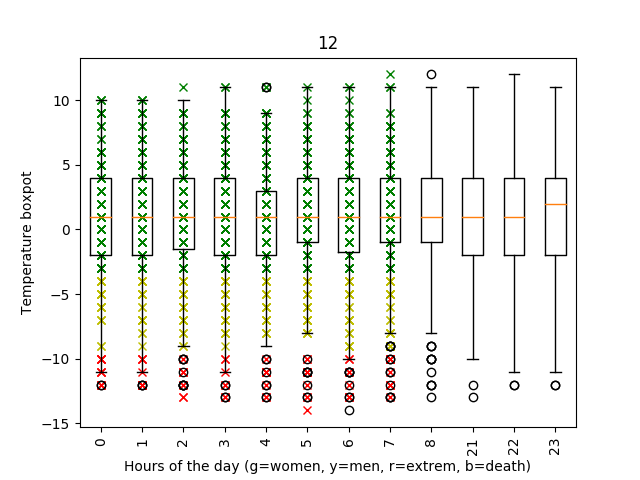 12
Temperature boxpot
10
5
0
−5
−10
−15
0 1 2 3 4 5 6 7 8 21 22 23
Hours of the day (g=women, y=men, r=extrem, b=death)